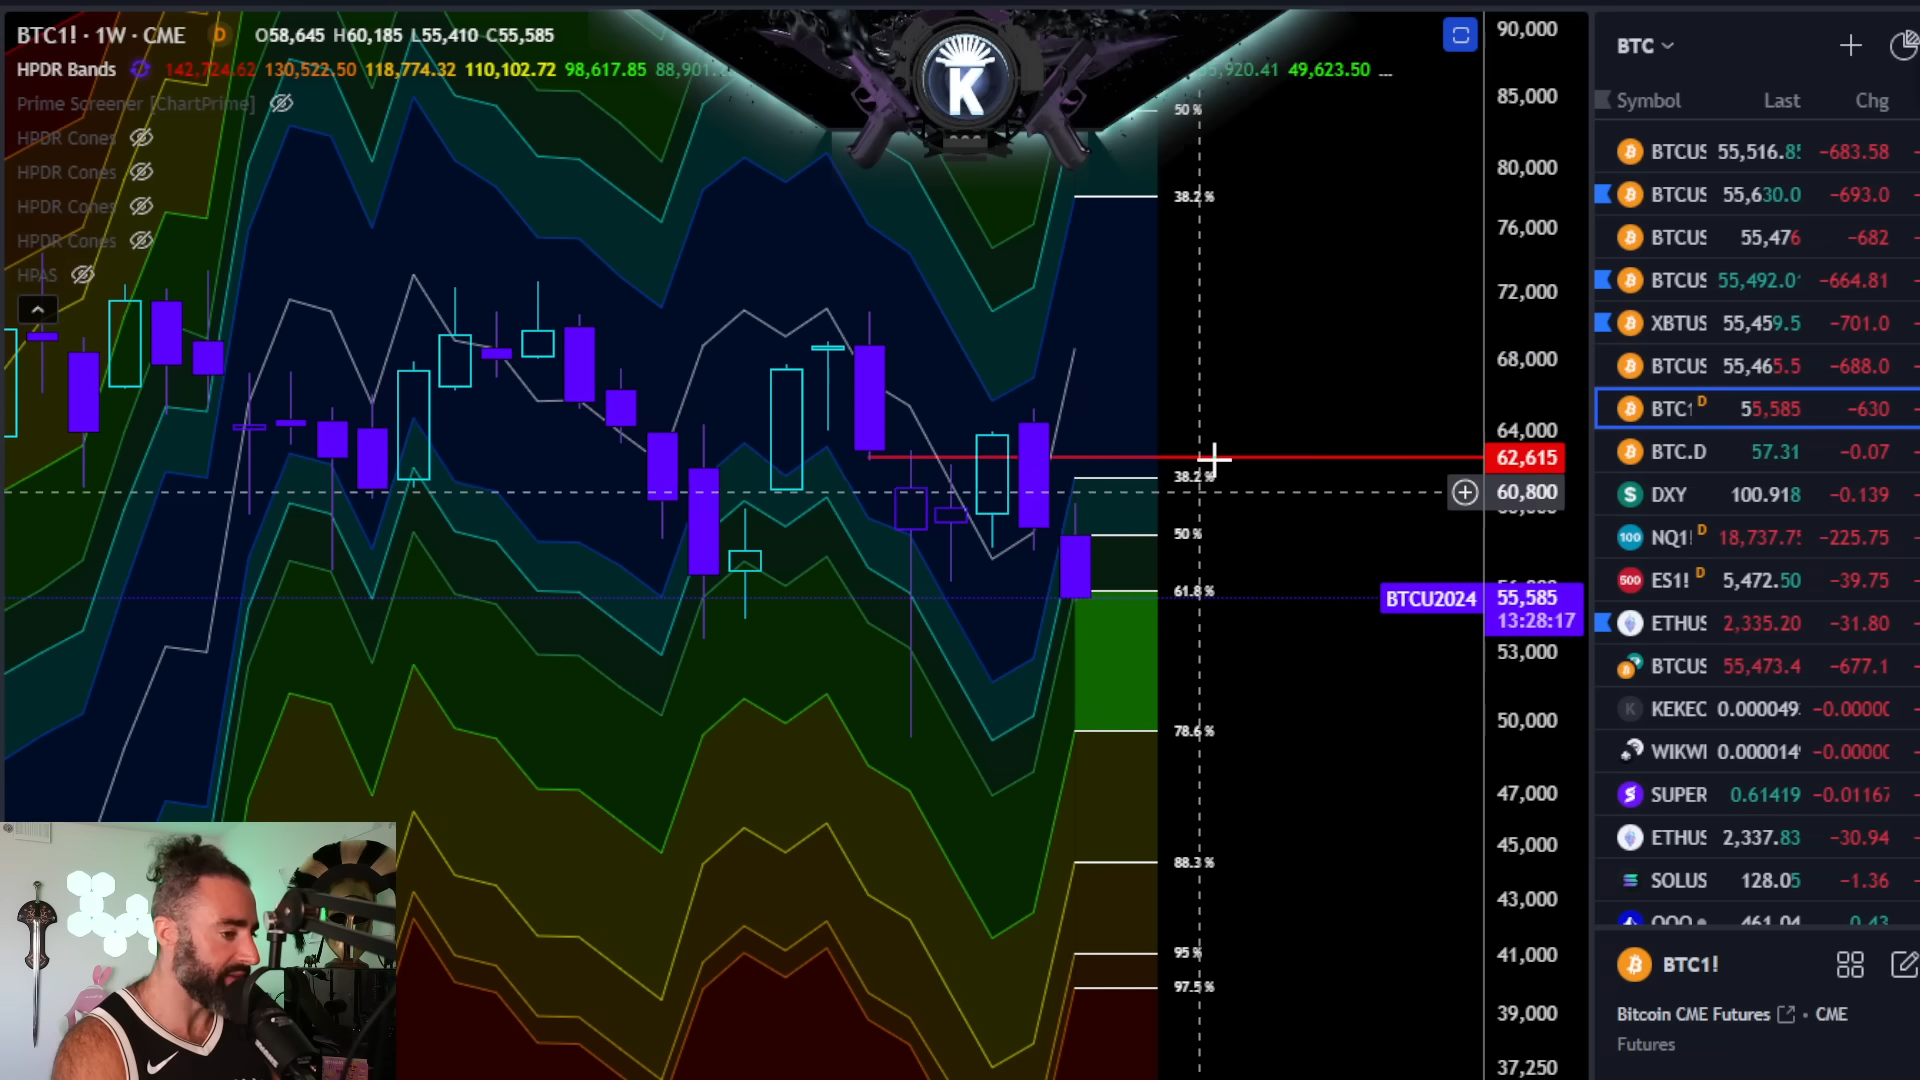 BTC1! · 1W · CME D O58,645 H60,185 L55,410 C55,585
HPDR Bands 142,724.62 130,522.50 118,774.32 110,102.72 98,617.85 88,901. 5,920.41 49,623.50 ...
Prime Screener [ChartPrime]
HPDR Cones
HPDR Cones
HPDR Cones
HPDR Cones
HPAS
K
50 %
38.2 %
38.2 %
50 %
61.8 %
78.6 %
88.3 %
95 %
97.5 %
90,000
85,000
80,000
76,000
72,000
68,000
64,000
62,615
60,800
BTCU2024 55,585
13:28:17
53,000
50,000
47,000
45,000
43,000
41,000
39,000
37,250
BTC
Symbol Last Chg
BTCUS 55,516.85 -683.58
BTCUS 55,630.0 -693.0
BTCUS 55,476 -682
BTCUS 55,492.0 -664.81
XBTUS 55,459.5 -701.0
BTCUS 55,465.5 -688.0
BTC1 D 55,585 -630
BTC.D 57.31 -0.07
$ DXY 100.918 -0.139
100 NQ1! D 18,737.75 -225.75
500 ES1! D 5,472.50 -39.75
ETHUS 2,335.20 -31.80
BTCUS 55,473.4 -677.1
K KEKEC 0.000049 -0.0000
WIKWI 0.000014 -0.0000
SUPER 0.61419 -0.01167
ETHUS 2,337.83 -30.94
SOLUS 128.05 -1.36
QQQ 461.04 0.43
BTC1!
Bitcoin CME Futures · CME
Futures